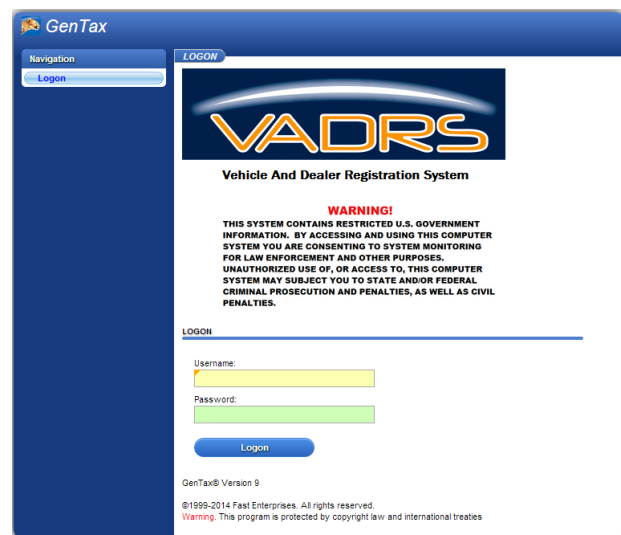 GenTax
Navigation
Logon
LOGON
VADRS
Vehicle And Dealer Registration System
WARNING!
THIS SYSTEM CONTAINS RESTRICTED U.S. GOVERNMENT
INFORMATION. BY ACCESSING AND USING THIS COMPUTER
SYSTEM YOU ARE CONSENTING TO SYSTEM MONITORING
FOR LAW ENFORCEMENT AND OTHER PURPOSES.
UNAUTHORIZED USE OF, OR ACCESS TO, THIS COMPUTER
SYSTEM MAY SUBJECT YOU TO STATE AND/OR FEDERAL
CRIMINAL PROSECUTION AND PENALTIES, AS WELL AS CIVIL
PENALTIES.
LOGON
Username:
Password:
Logon
GenTax® Version 9
©1999-2014 Fast Enterprises. All rights reserved.
Warning. This program is protected by copyright law and international treaties